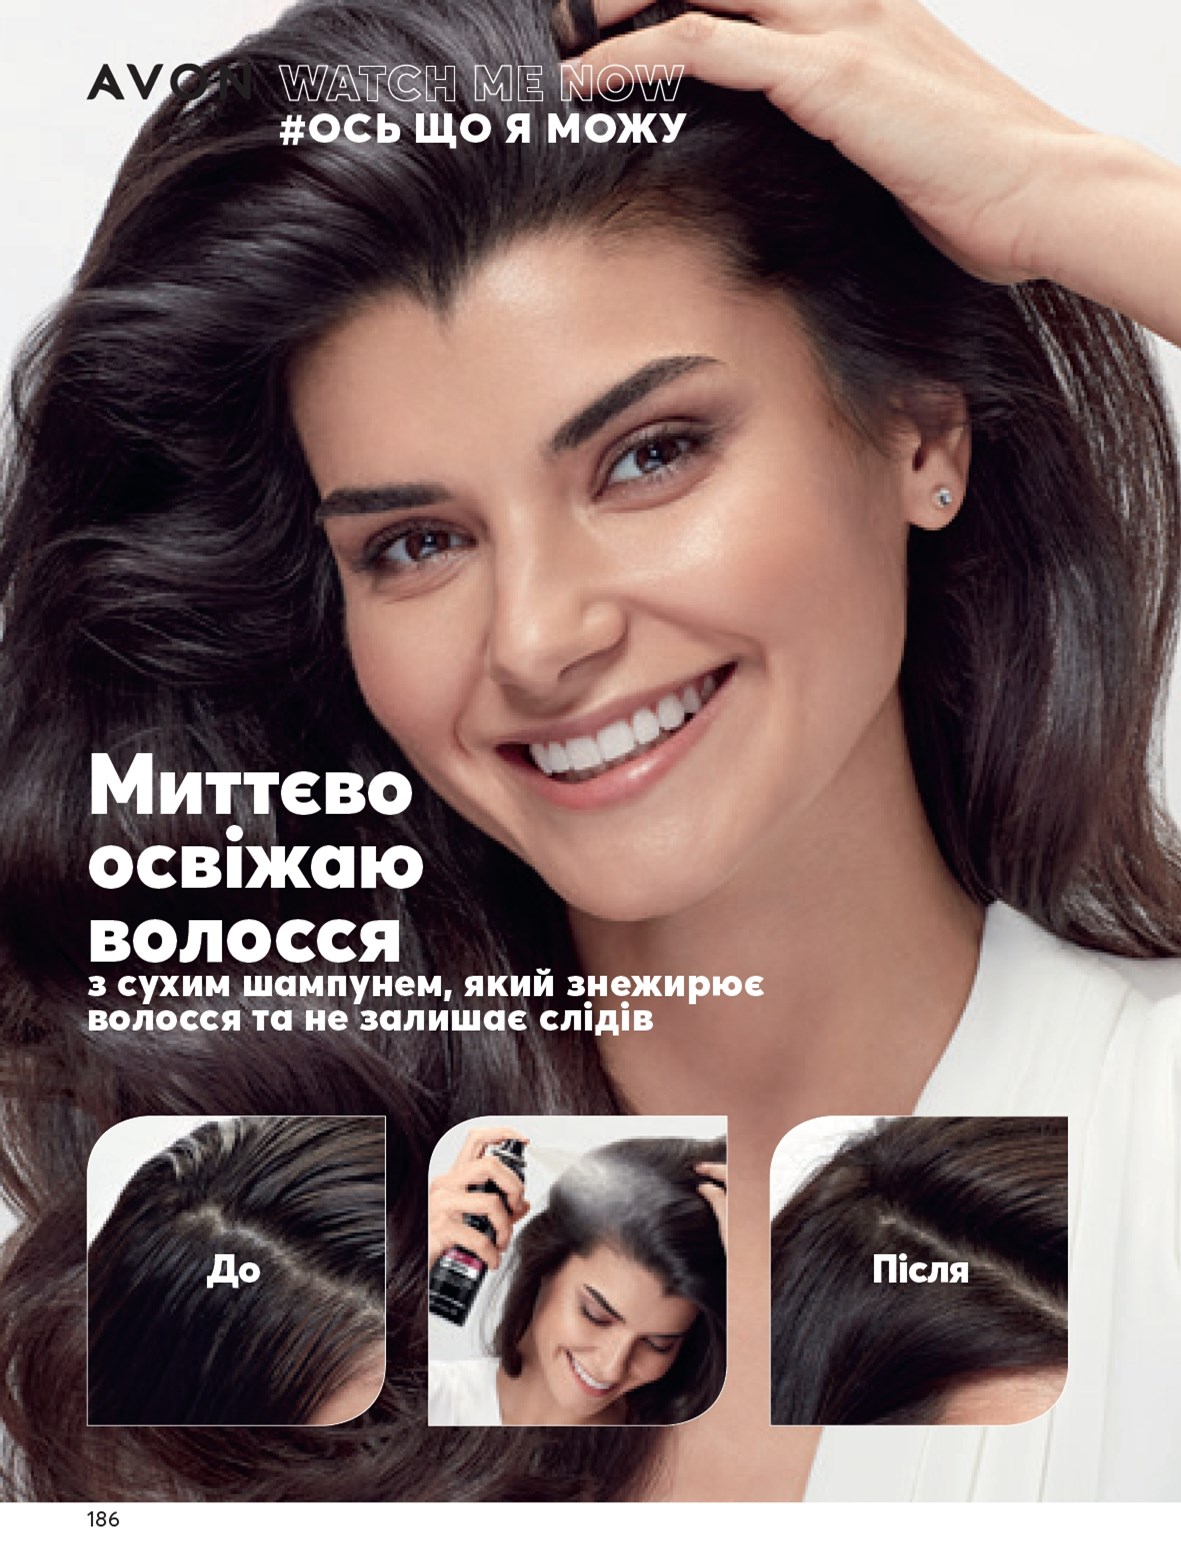 AVON WATCH ME NOW
#ОСЬ ЩО Я МОЖУ
Миттєво
освіжаю
волосся
з сухим шампунем, який знежирює
волосся та не залишає слідів
До
Після
186